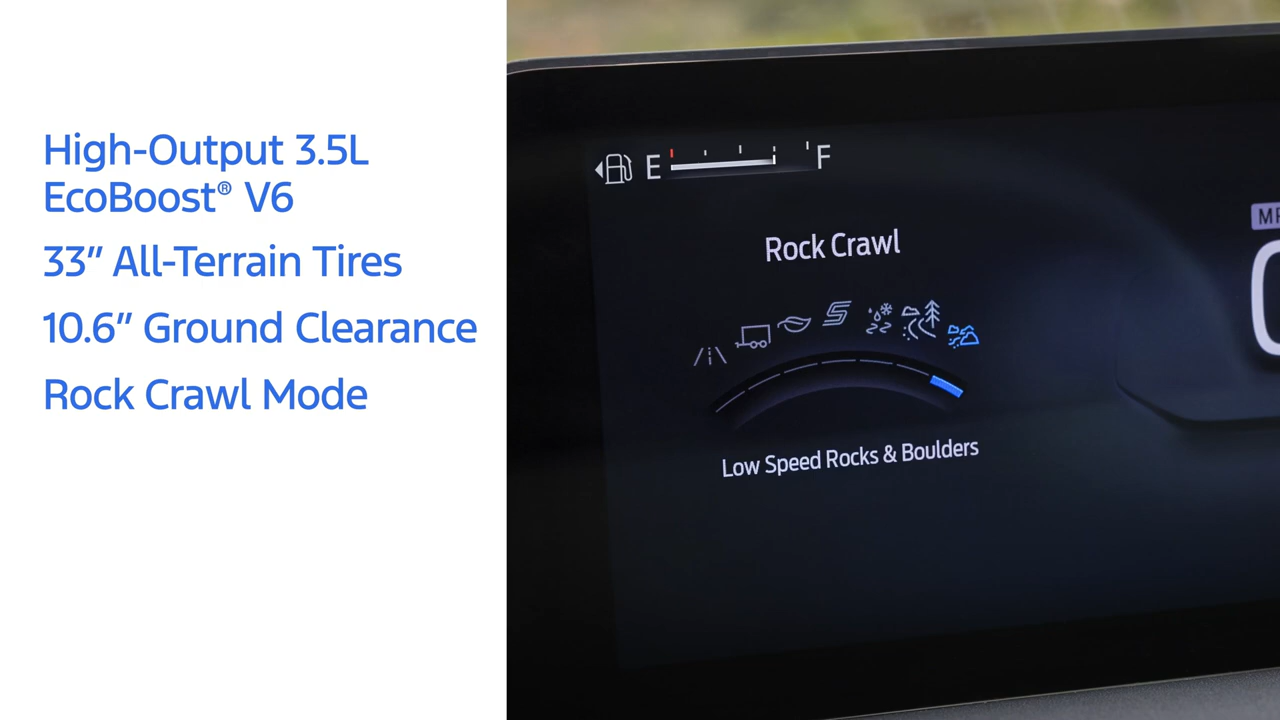 High-Output 3.5L
EcoBoost® V6
33" All-Terrain Tires
10.6" Ground Clearance
Rock Crawl Mode
E F
Rock Crawl
Low Speed Rocks & Boulders